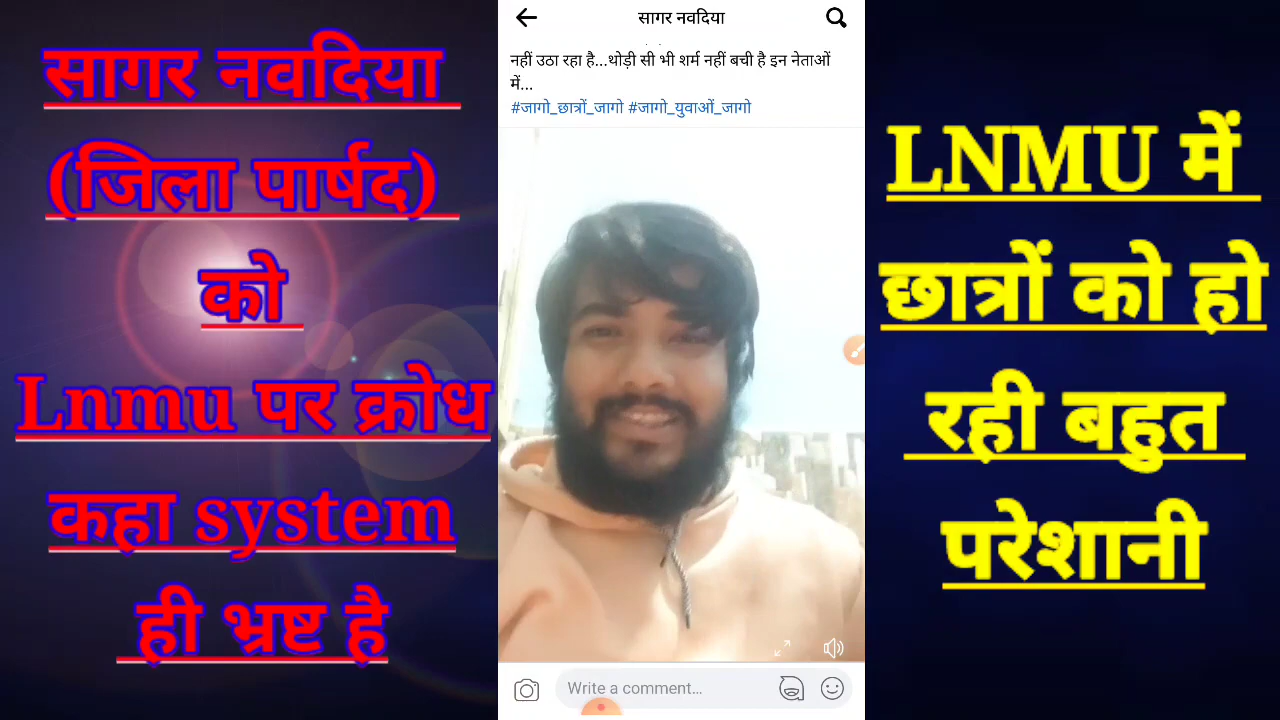 सागर नवदिया
(जिला पार्षद)
को
Lnmu पर क्रोध
कहा system
ही भ्रष्ट है
सागर नवदिया
नहीं उठा रहा है...थोड़ी सी भी शर्म नहीं बची है इन नेताओं
में...
#जागो_छात्रों_जागो #जागो_युवाओं_जागो
Write a comment...
LNMU में
छात्रों को हो
रही बहुत
परेशानी